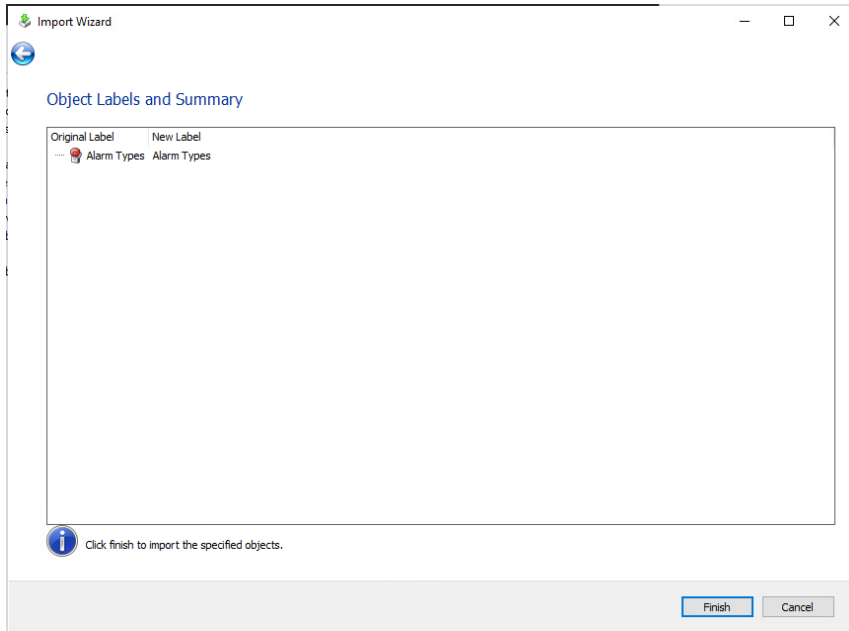 Import Wizard
Object Labels and Summary
Original Label New Label
Alarm Types Alarm Types
Click finish to import the specified objects.
Finish Cancel